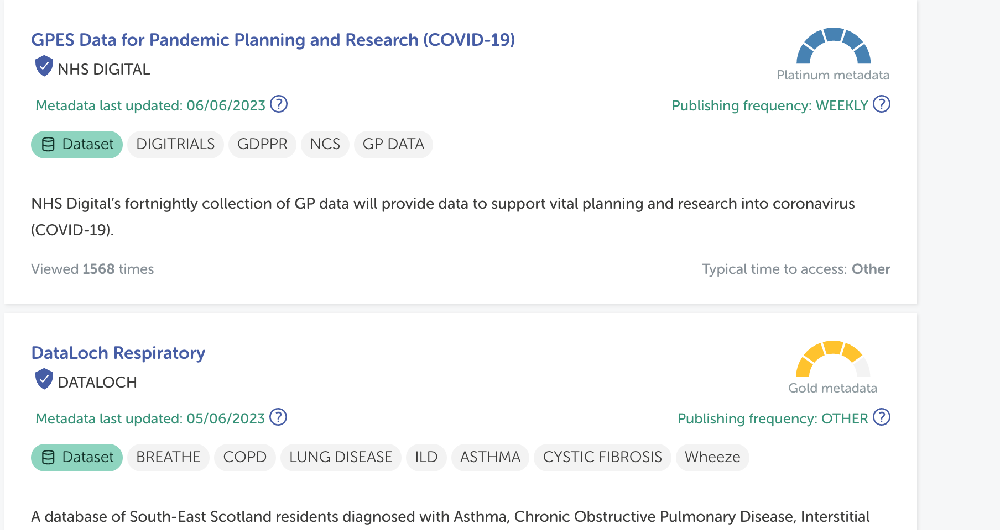 GPES Data for Pandemic Planning and Research (COVID-19)
NHS DIGITAL
Platinum metadata
Metadata last updated: 06/06/2023 ?
Publishing frequency: WEEKLY ?
Dataset DIGITRIALS GDPPR NCS GP DATA
NHS Digital’s fortnightly collection of GP data will provide data to support vital planning and research into coronavirus
(COVID-19).
Viewed 1568 times
Typical time to access: Other
DataLoch Respiratory
DATALOCH
Gold metadata
Metadata last updated: 05/06/2023 ?
Publishing frequency: OTHER ?
Dataset BREATHE COPD LUNG DISEASE ILD ASTHMA CYSTIC FIBROSIS Wheeze
A database of South-East Scotland residents diagnosed with Asthma, Chronic Obstructive Pulmonary Disease, Interstitial